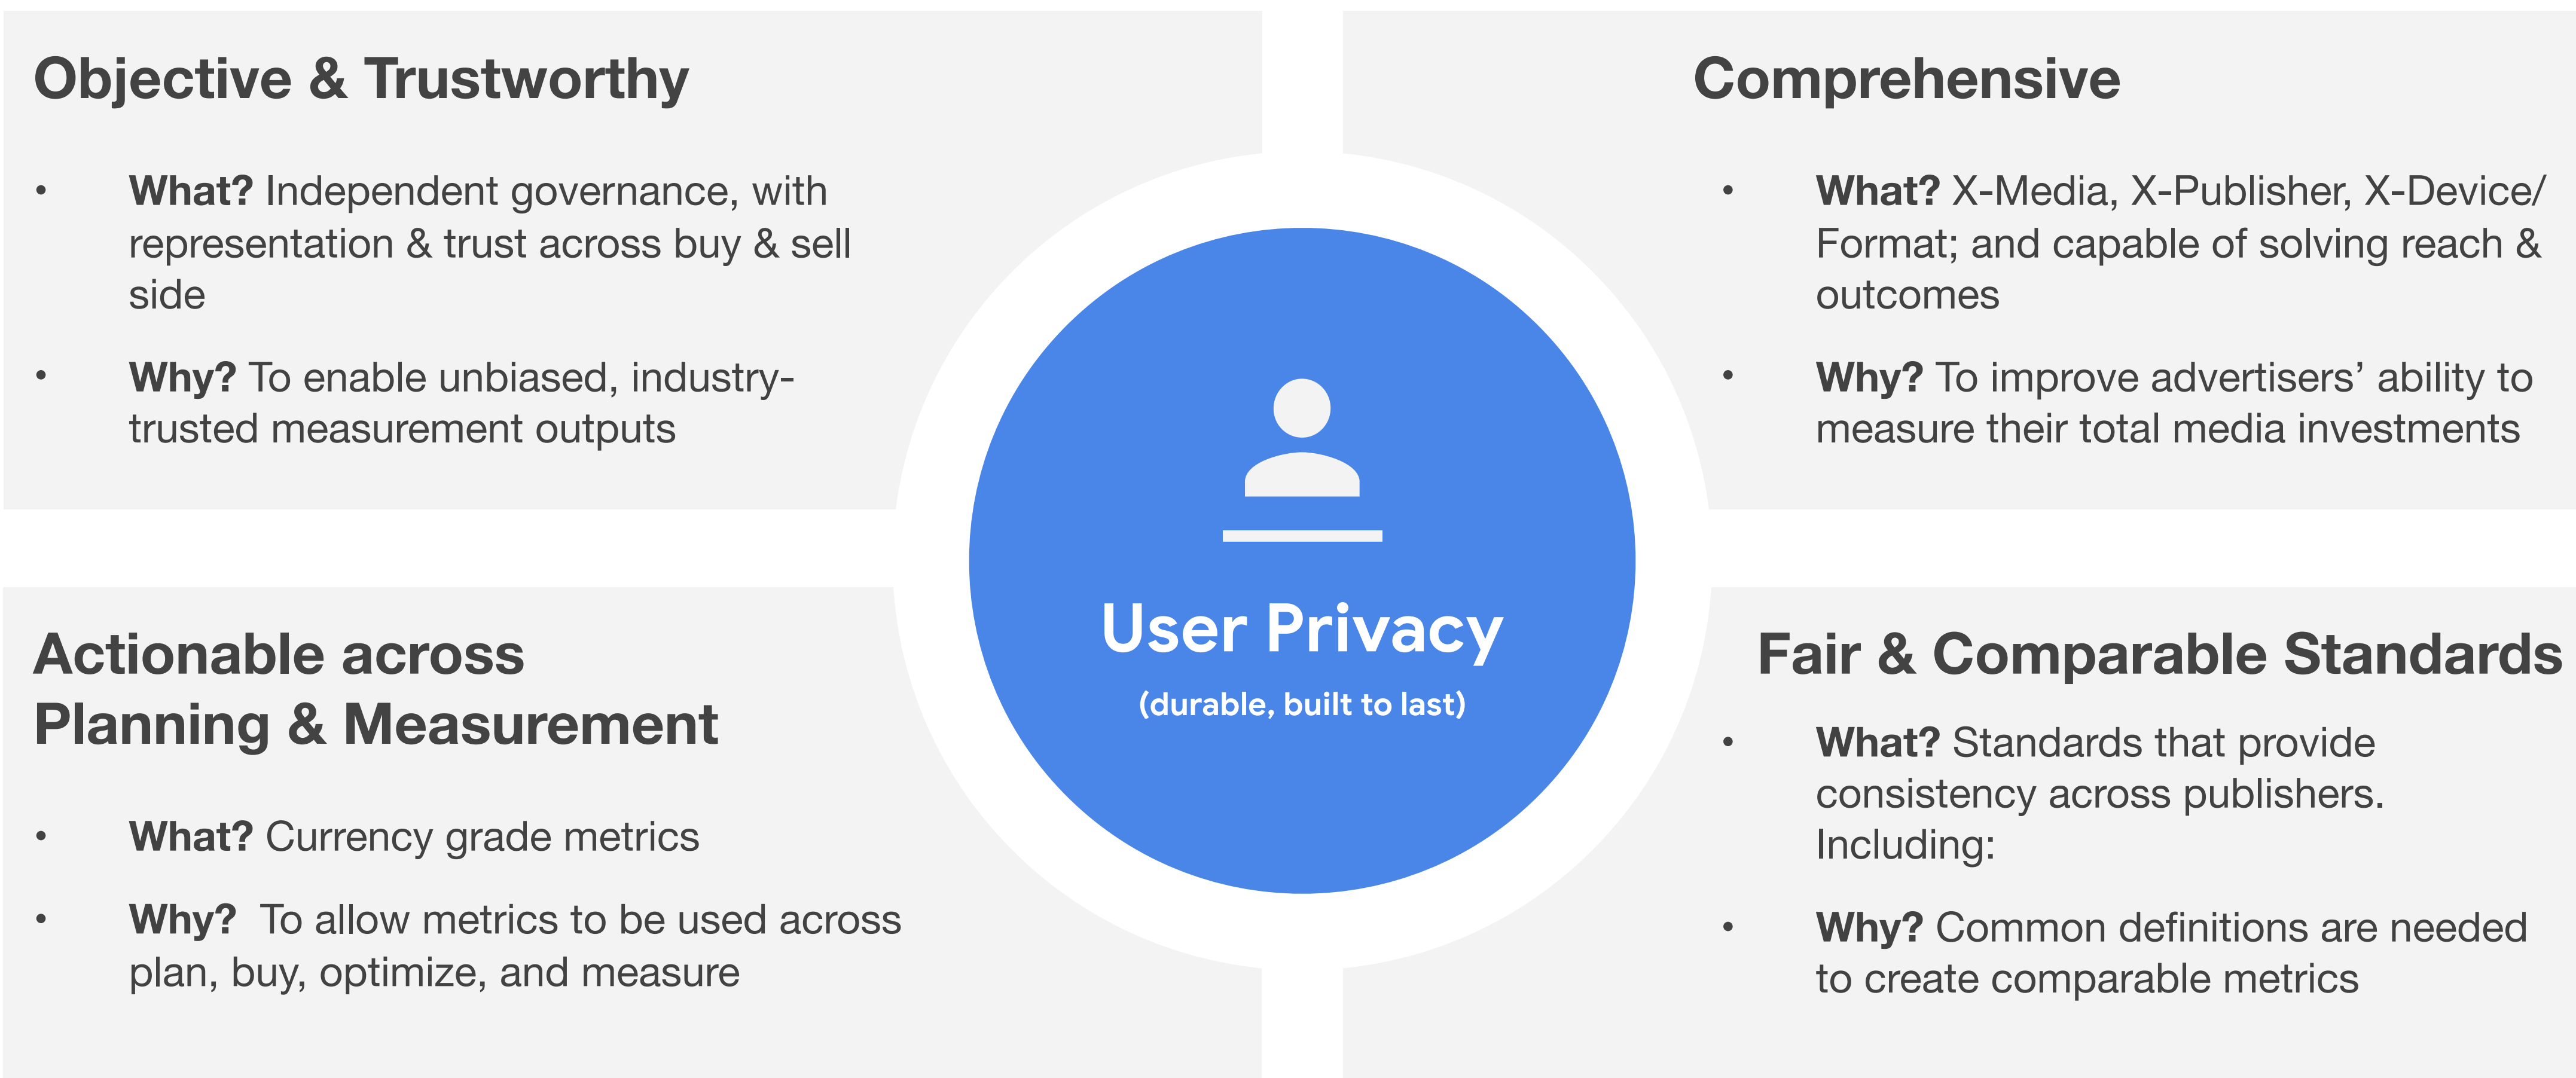 Objective & Trustworthy
• What? Independent governance, with
representation & trust across buy & sell
side
• Why? To enable unbiased, industry-
trusted measurement outputs
Comprehensive
• What? X-Media, X-Publisher, X-Device/
Format; and capable of solving reach &
outcomes
• Why? To improve advertisers’ ability to
measure their total media investments
User Privacy
(durable, built to last)
Actionable across
Planning & Measurement
• What? Currency grade metrics
• Why?  To allow metrics to be used across
plan, buy, optimize, and measure
Fair & Comparable Standards
• What? Standards that provide
consistency across publishers.
Including:
• Why? Common definitions are needed
to create comparable metrics